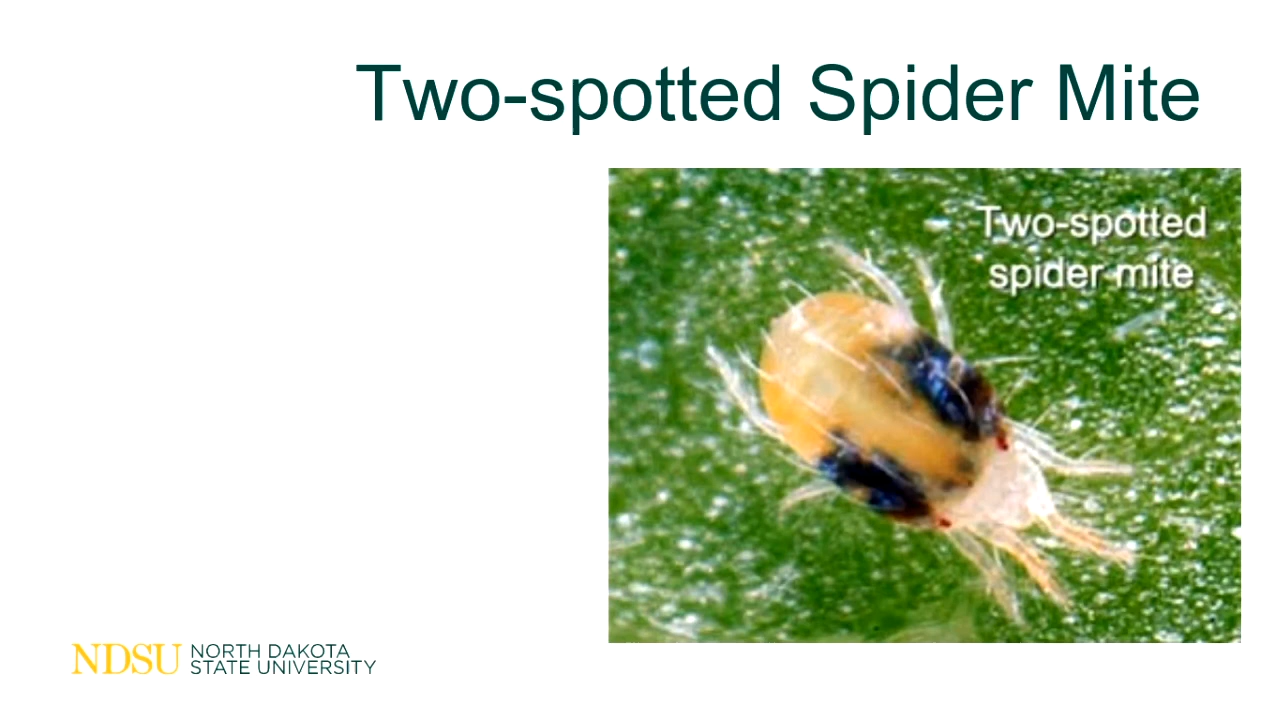 Two-spotted Spider Mite
Two-spotted
spider mite
NDSU NORTH DAKOTA
STATE UNIVERSITY